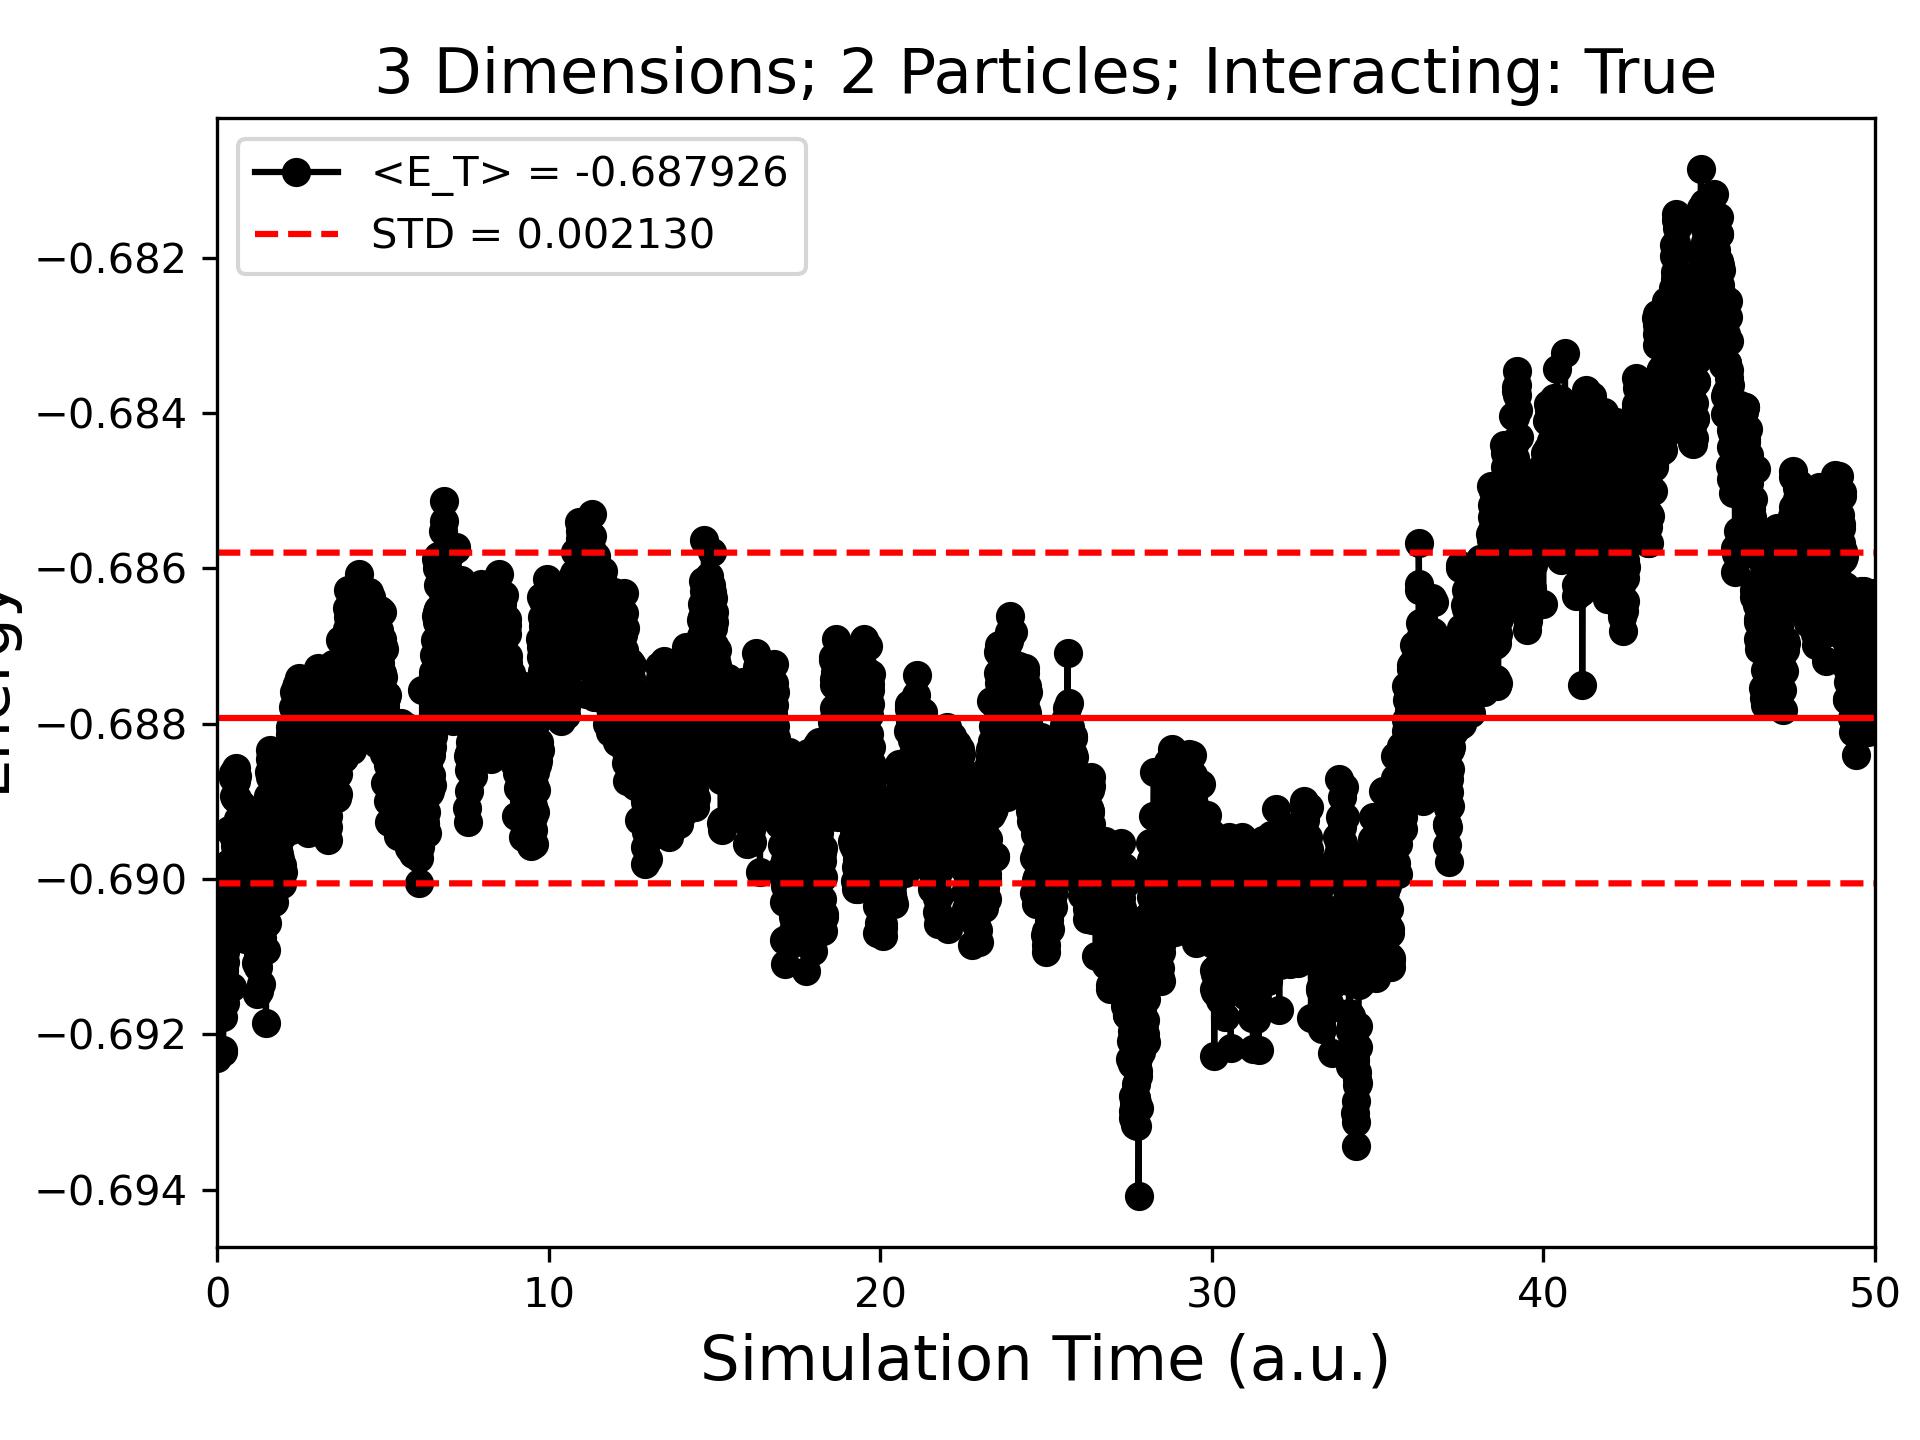 3 Dimensions; 2 Particles; Interacting: True
<E_T> = -0.687926
STD = 0.002130
−0.682
−0.684
−0.686
−0.688
−0.690
−0.692
−0.694
Energy
0 10 20 30 40 50
Simulation Time (a.u.)